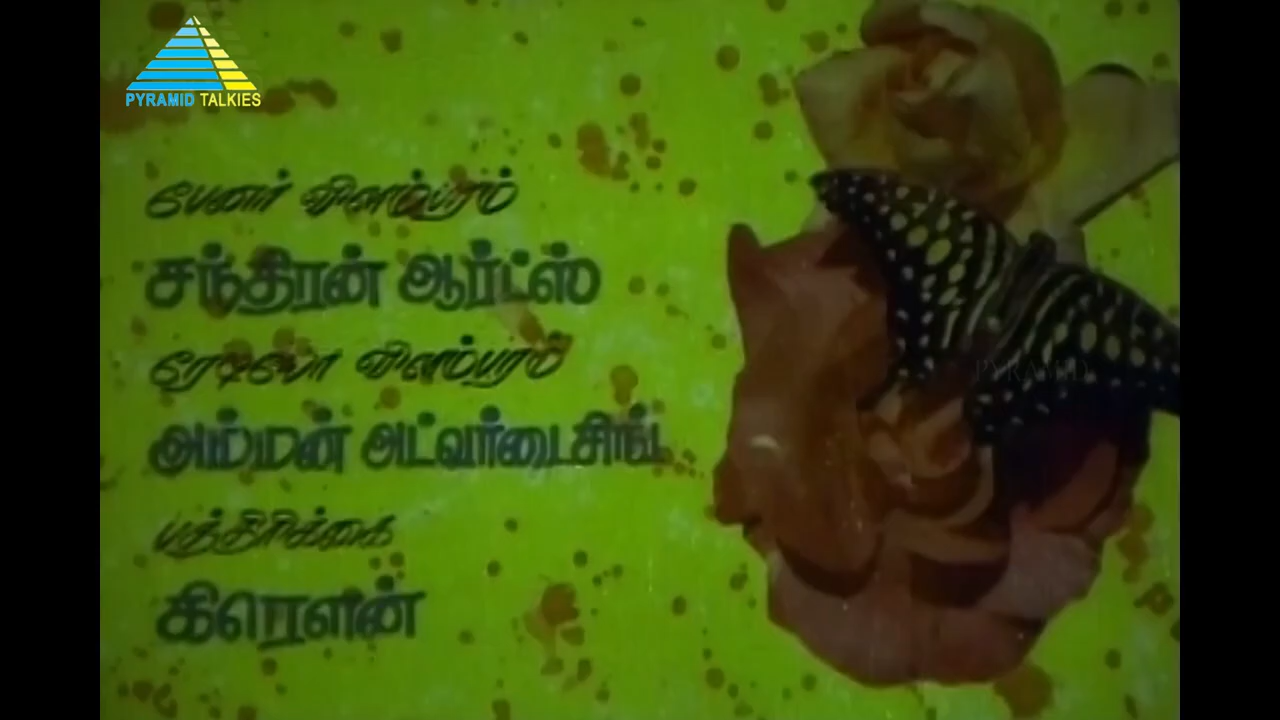 PYRAMID TALKIES
பேனர் விளம்பரம்
சந்திரன் ஆர்ட்ஸ்
ரேடியோ விளம்பரம்
அம்மன் அட்வர்டைசிங்
பத்திரிக்கை
கிரௌன்
PYRAMID